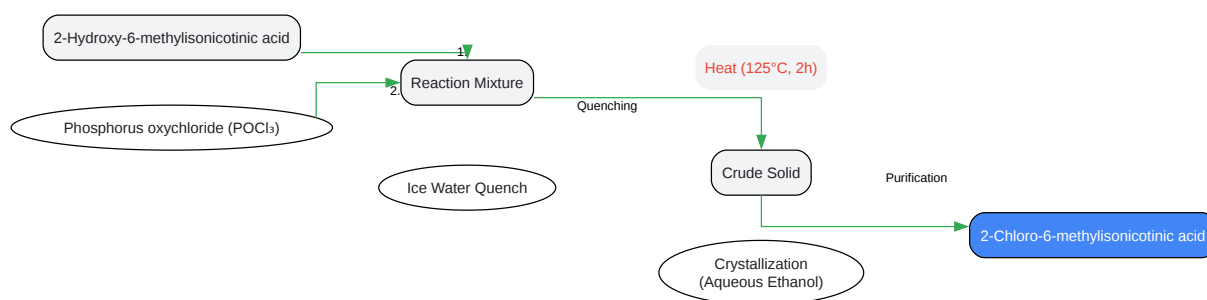 2-Hydroxy-6-methylisonicotinic acid
1.
Heat (125°C, 2h)
Reaction Mixture
2.
Quenching
Phosphorus oxychloride (POCl₃)
Crude Solid
Purification
Ice Water Quench
2-Chloro-6-methylisonicotinic acid
Crystallization
(Aqueous Ethanol)